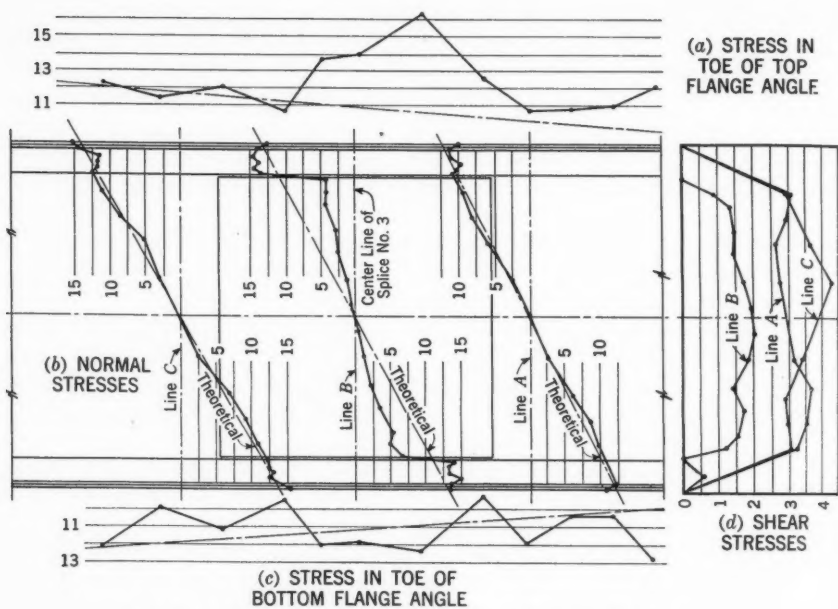 15
13
11
(a) STRESS IN
TOE OF TOP
FLANGE ANGLE
15 10 5
15 10 5
10 5
Center Line of
Splice No. 3
(b) NORMAL
STRESSES
Line C
Theoretical
5 10 15
Line B
Theoretical
5 10 15
Line A
Theoretical
5 10
Line B
Line A
Line C
0 1 2 3 4 5
(d) SHEAR
STRESSES
11
13
(c) STRESS IN TOE OF
BOTTOM FLANGE ANGLE